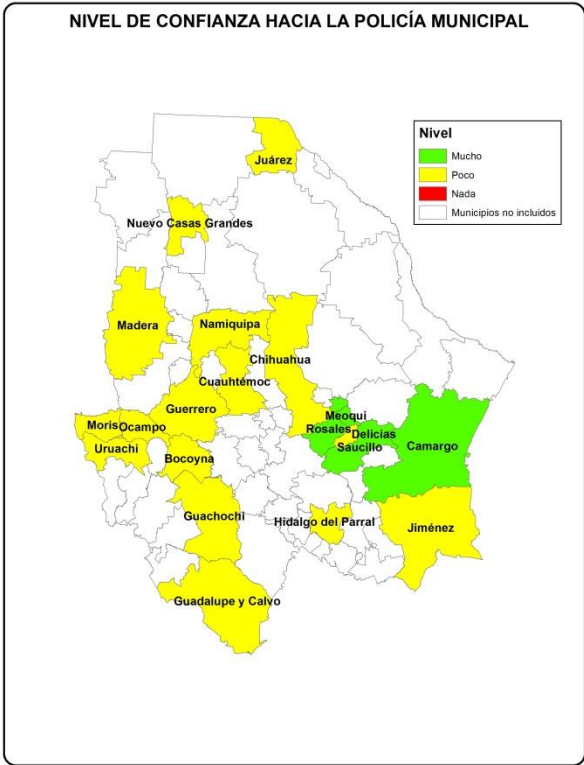 NIVEL DE CONFIANZA HACIA LA POLICÍA MUNICIPAL
Nivel
Mucho
Poco
Nada
Municipios no incluidos
Juárez
Nuevo Casas Grandes
Madera
Namiquipa
Chihuahua
Cuauhtémoc
Guerrero
Moris
Ocampo
Uruachi
Bocoyna
Meoqui
Rosales
Delicias
Saucillo
Camargo
Guachochi
Hidalgo del Parral
Jiménez
Guadalupe y Calvo